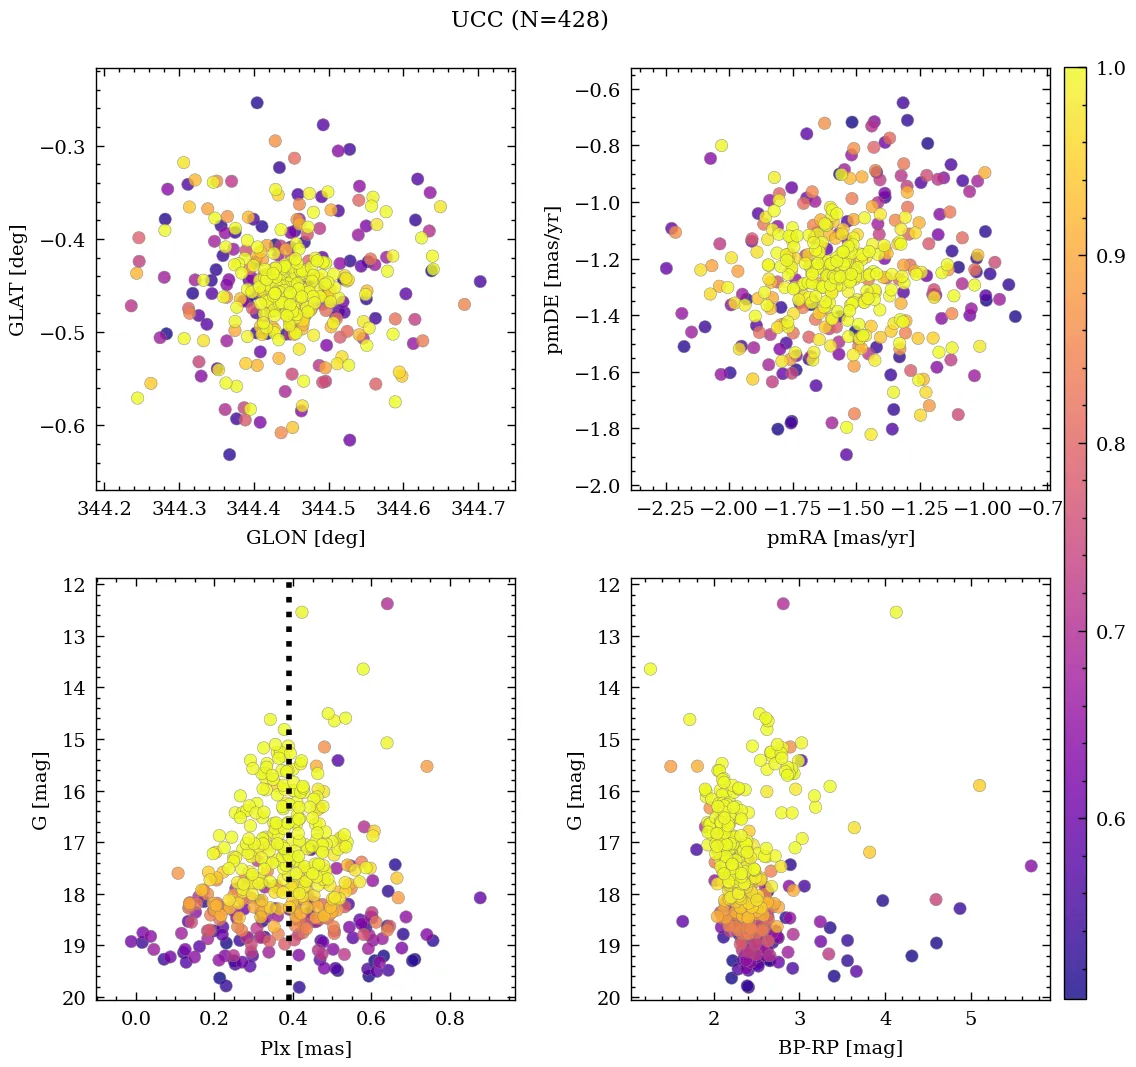 UCC (N=428)
−0.3
−0.4
−0.5
−0.6
GLAT [deg]
344.2 344.3 344.4 344.5 344.6 344.7
GLON [deg]
−0.6
−0.8
−1.0
−1.2
−1.4
−1.6
−1.8
−2.0
pmDE [mas/yr]
−2.25 −2.00 −1.75 −1.50 −1.25 −1.00 −0.7
pmRA [mas/yr]
1.0
0.9
0.8
0.7
0.6
12
13
14
15
16
17
18
19
20
G [mag]
0.0 0.2 0.4 0.6 0.8
Plx [mas]
12
13
14
15
16
17
18
19
20
G [mag]
2 3 4 5
BP-RP [mag]